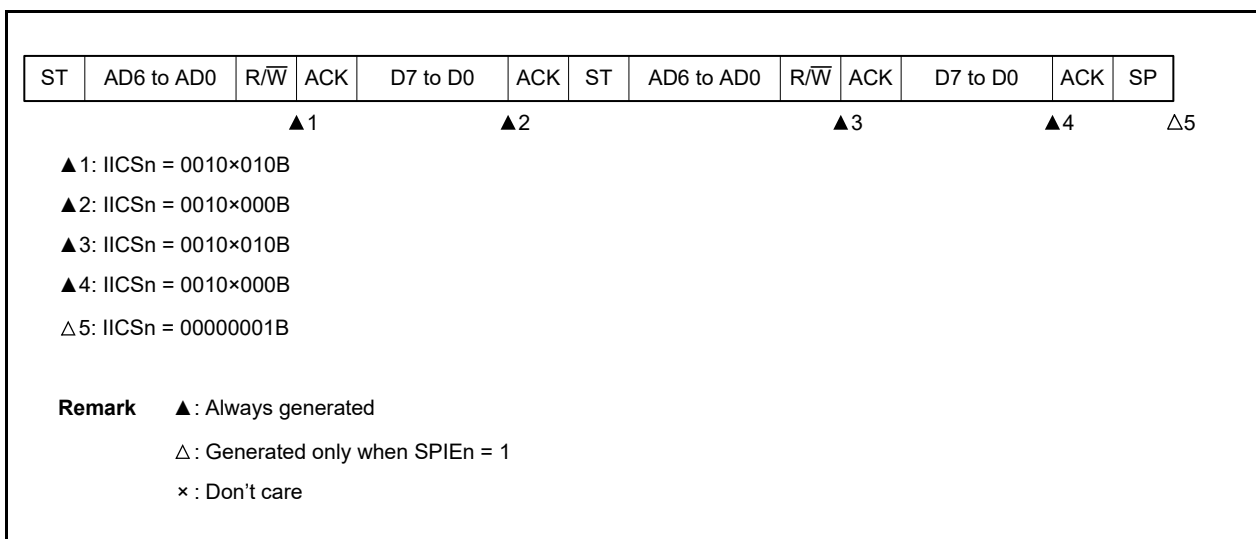 ST AD6 to AD0 R/W̅ ACK D7 to D0 ACK ST AD6 to AD0 R/W̅ ACK D7 to D0 ACK SP
▲1 ▲2 ▲3 ▲4 △5
▲1: IICSn = 0010×010B
▲2: IICSn = 0010×000B
▲3: IICSn = 0010×010B
▲4: IICSn = 0010×000B
△5: IICSn = 00000001B
Remark ▲: Always generated
△: Generated only when SPIEn = 1
×: Don't care